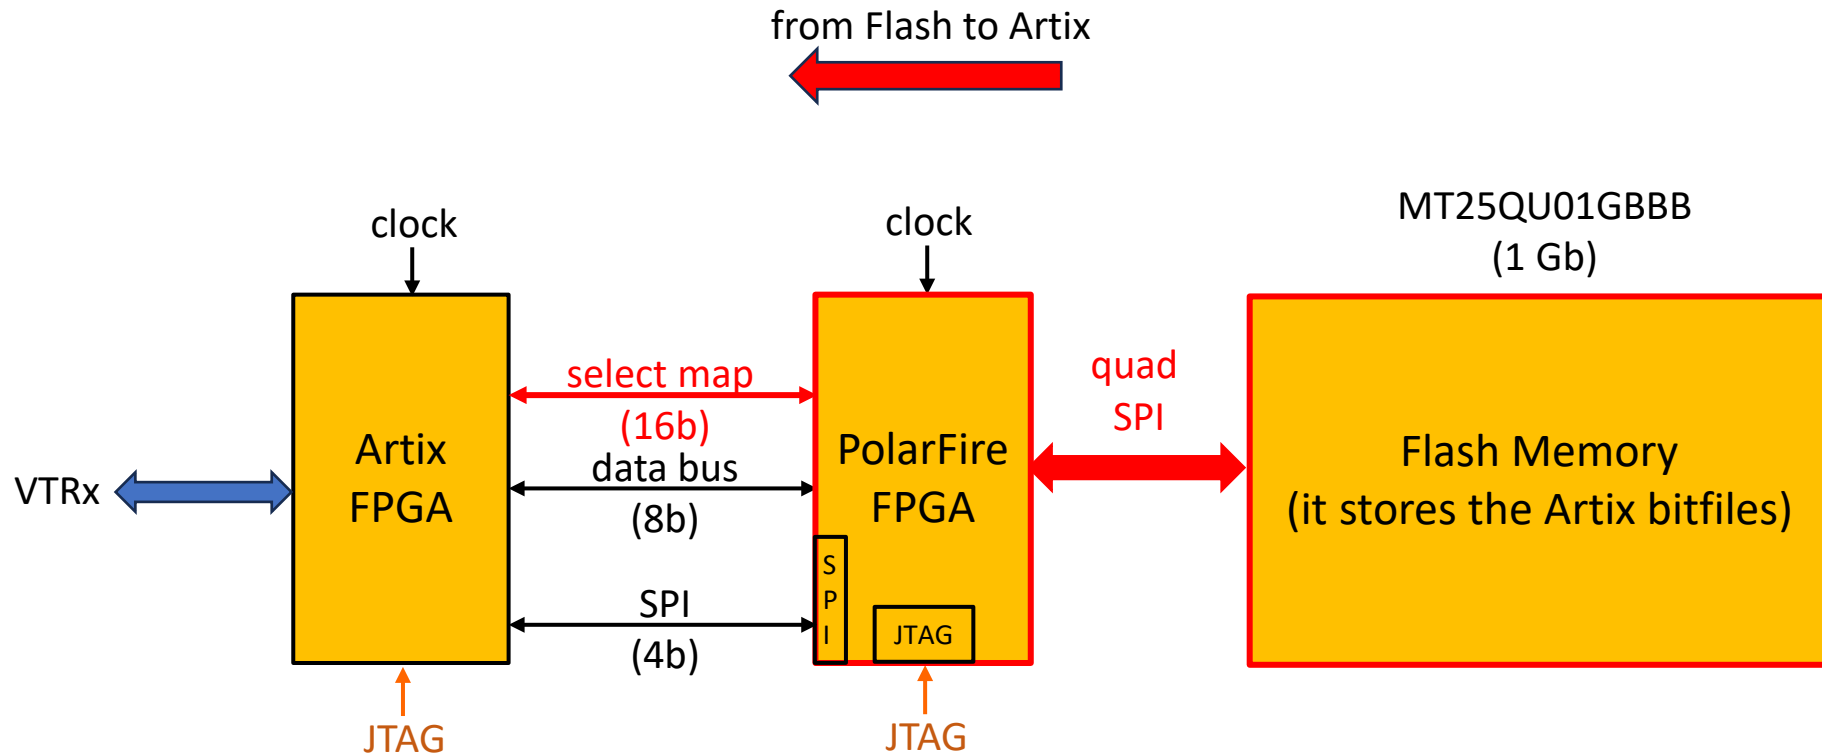 from Flash to Artix
MT25QU01GBBB
(1 Gb)
clock
clock
select map
(16b)
quad
SPI
Artix
FPGA
data bus
(8b)
PolarFire
FPGA
Flash Memory
(it stores the Artix bitfiles)
VTRx
SPI
(4b)
S
P
I
JTAG
JTAG
JTAG